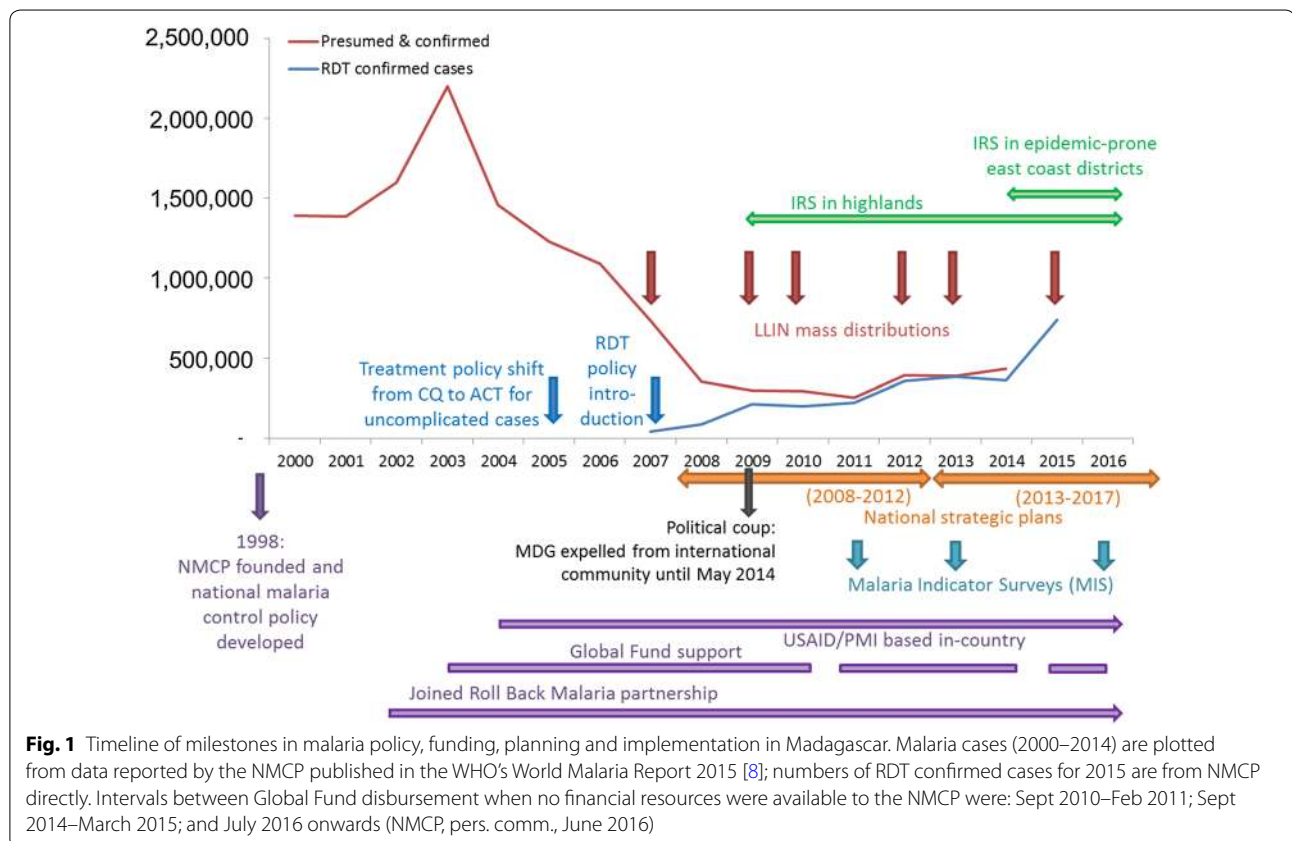 2,500,000
Presumed & confirmed
RDT confirmed cases
2,000,000
IRS in epidemic-prone
east coast districts
1,500,000
IRS in highlands
1,000,000
LLIN mass distributions
500,000
RDT
policy
intro-
duction
Treatment policy shift
from CQ to ACT for
uncomplicated cases
-
2000 2001 2002 2003 2004 2005 2006 2007 2008 2009 2010 2011 2012 2013 2014 2015 2016
(2008-2012) (2013-2017)
National strategic plans
Political coup:
MDG expelled from international
community until May 2014
1998:
NMCP founded and
national malaria
control policy
developed
Malaria Indicator Surveys (MIS)
USAID/PMI based in-country
Global Fund support
Joined Roll Back Malaria partnership
Fig. 1 Timeline of milestones in malaria policy, funding, planning and implementation in Madagascar. Malaria cases (2000–2014) are plotted
from data reported by the NMCP published in the WHO's World Malaria Report 2015 [8]; numbers of RDT confirmed cases for 2015 are from NMCP
directly. Intervals between Global Fund disbursement when no financial resources were available to the NMCP were: Sept 2010–Feb 2011; Sept
2014–March 2015; and July 2016 onwards (NMCP, pers. comm., June 2016)